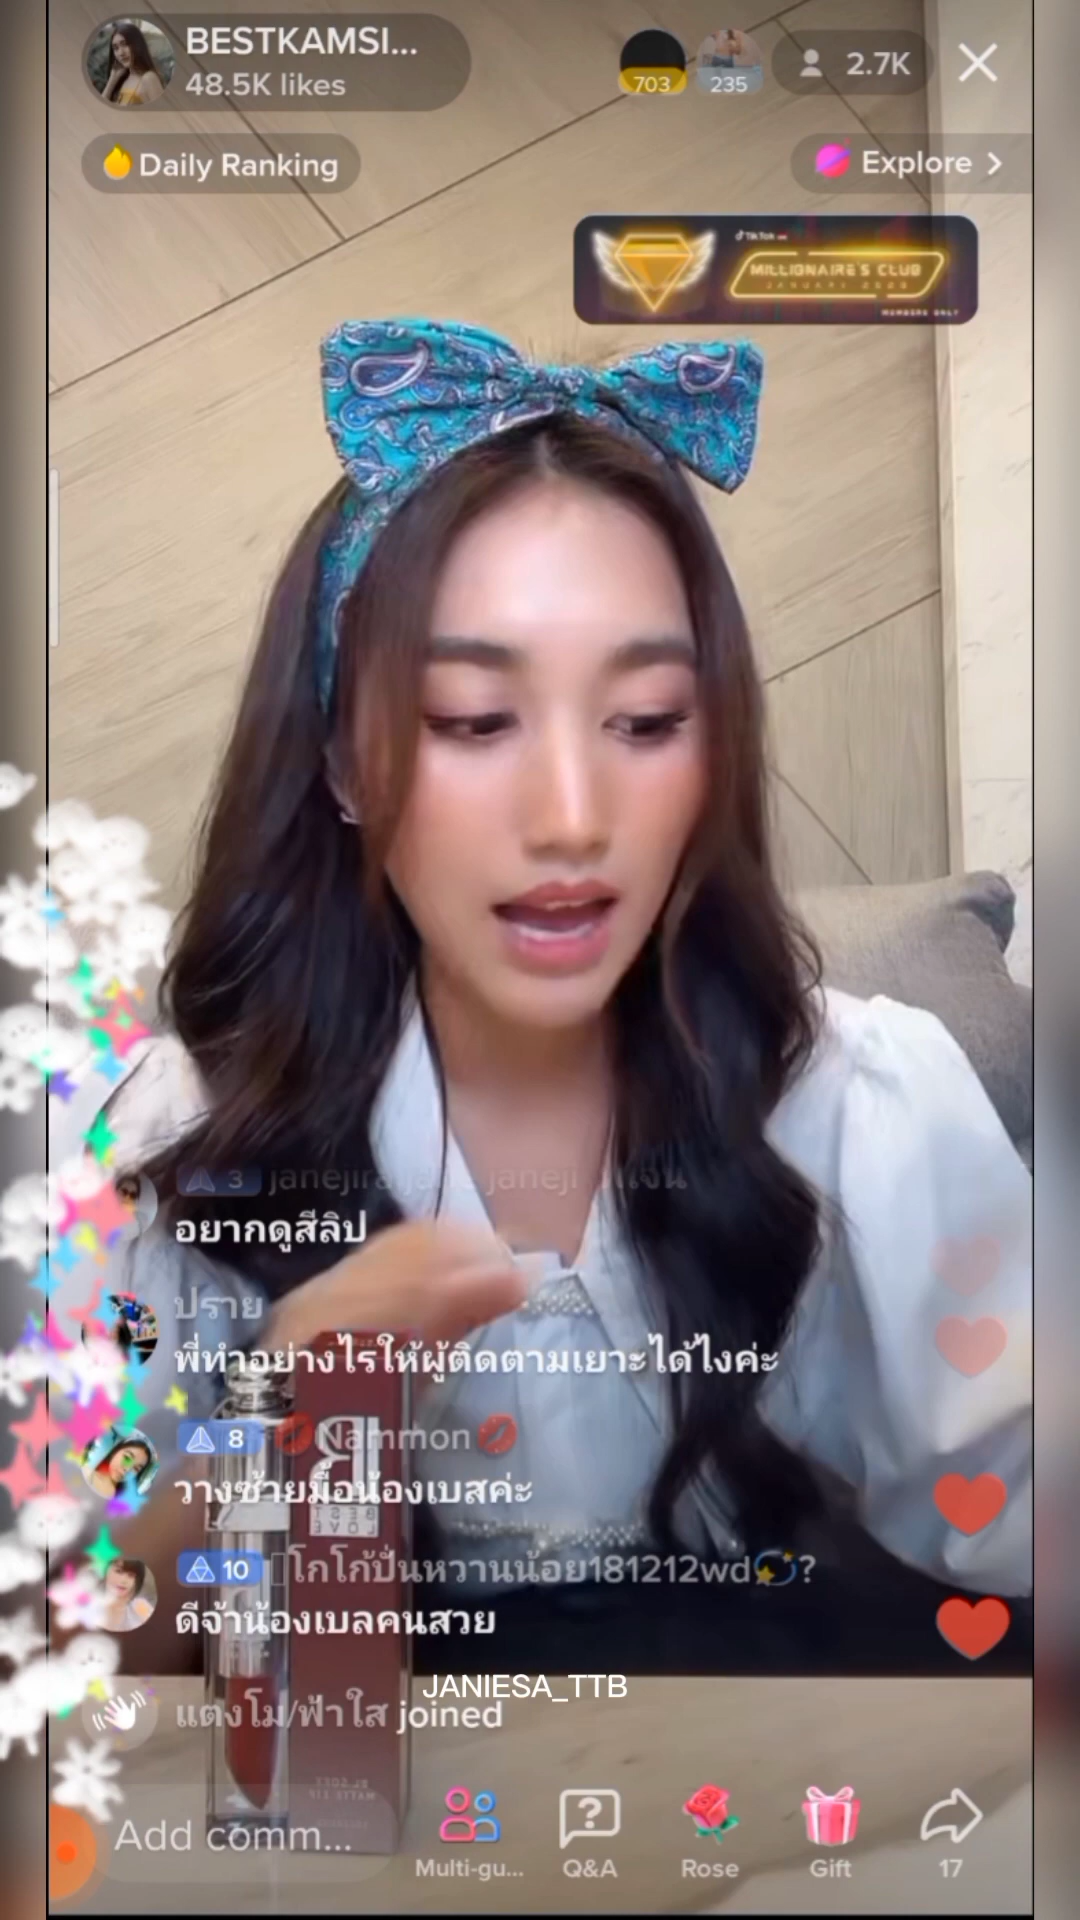 BESTKAMSI...
48.5K likes
703
235
2.7K
Daily Ranking
Explore
TikTok
MILLIONAIRE'S CLUB
MEMBERS ONLY
3 janejira
อยากดูสีลิป
ปราย
พี่ทำอย่างไรให้ผู้ติดตามเยาะได้ไงค่ะ
8 Nammon
วางซ้ายมื้อน้องเบสค่ะ
10 โกโก้ปั่นหวานน้อย181212wd?
ดีจ้าน้องเบลคนสวย
JANIESA_TTB
แตงโม/ฟ้าใส joined
Add comm...
Multi-gu...
Q&A
Rose
Gift
17